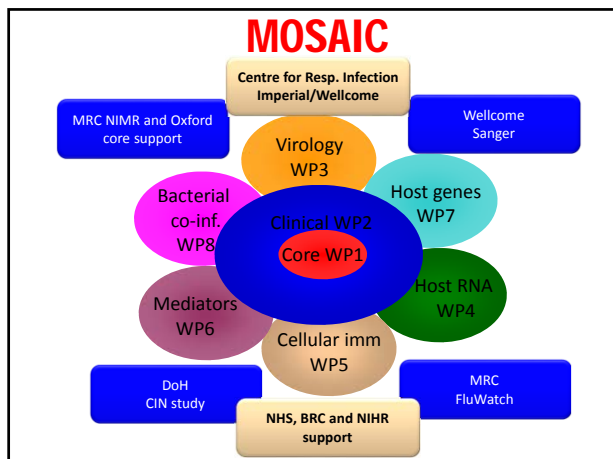 MOSAIC
Centre for Resp. Infection
Imperial/Wellcome
MRC NIMR and Oxford
core support
Wellcome
Sanger
Virology
WP3
Bacterial
co-inf.
WP8
Host genes
WP7
Clinical WP2
Core WP1
Mediators
WP6
Host RNA
WP4
Cellular imm
WP5
DoH
CIN study
MRC
FluWatch
NHS, BRC and NIHR
support